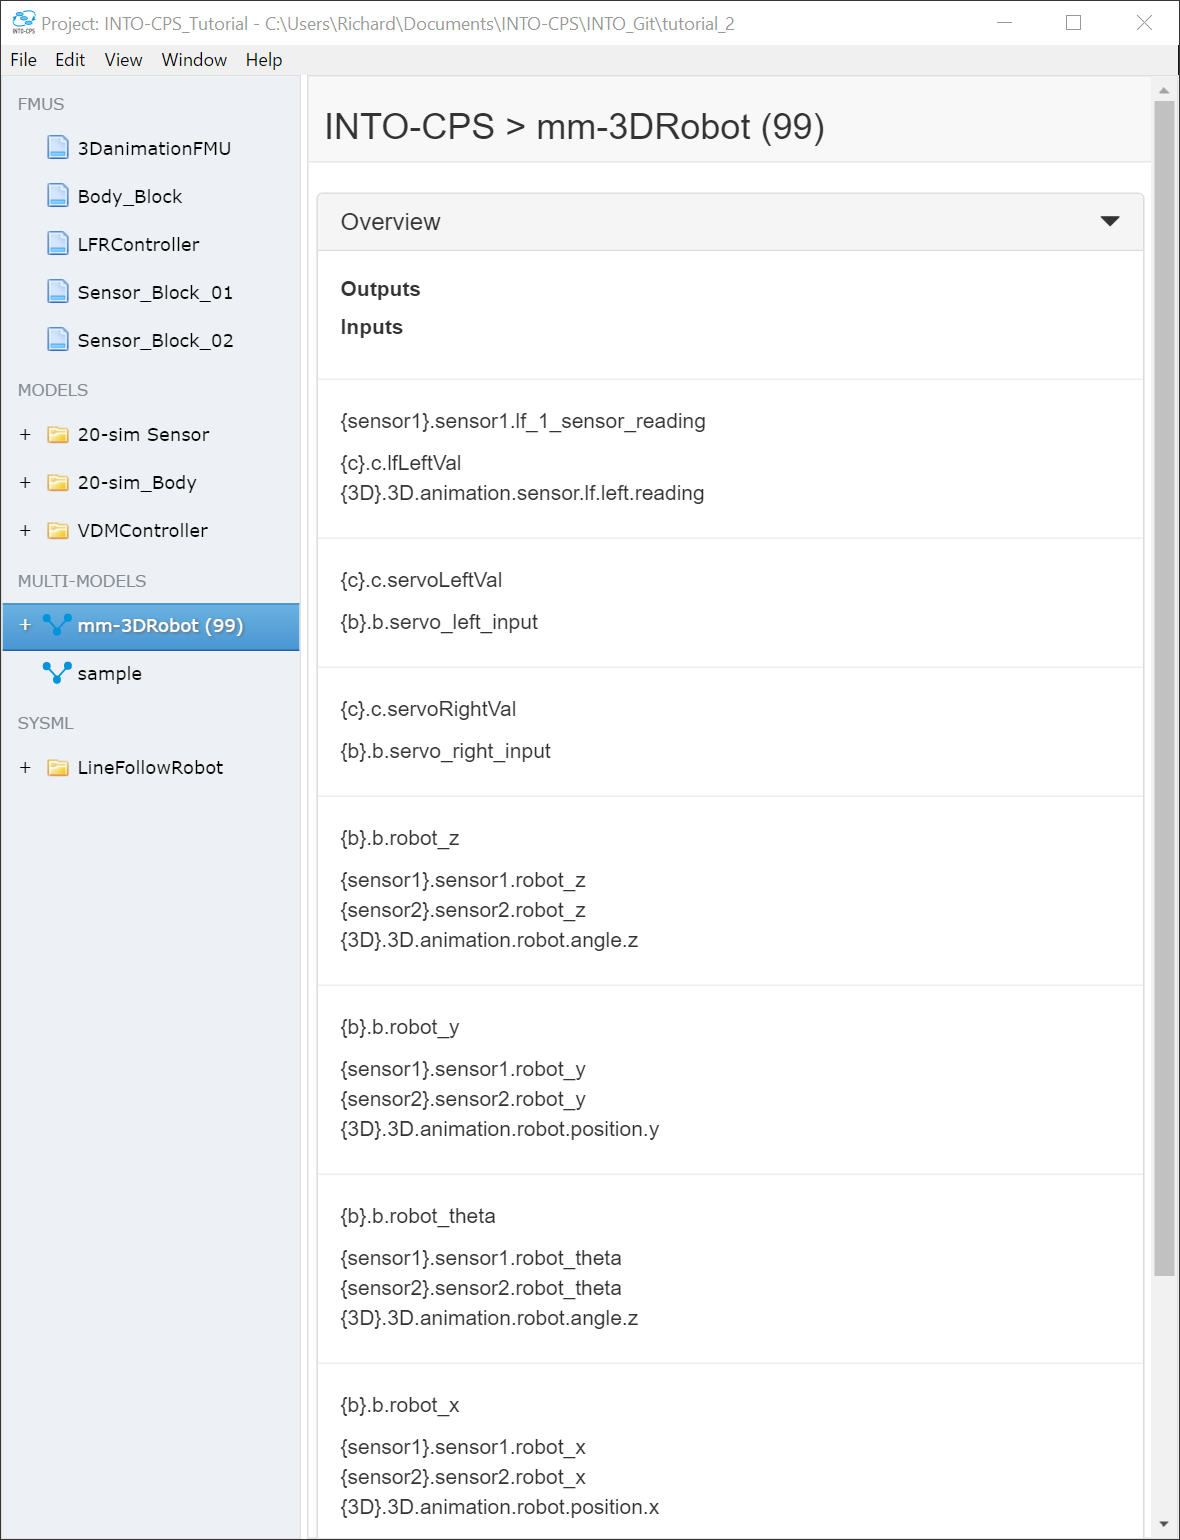 Project: INTO-CPS_Tutorial - C:\Users\Richard\Documents\INTO-CPS\INTO_Git\tutorial_2
INTO-CPS
File Edit View Window Help
FMUS
3DanimationFMU
Body_Block
LFRController
Sensor_Block_01
Sensor_Block_02
MODELS
+ 20-sim Sensor
+ 20-sim_Body
+ VDMController
MULTI-MODELS
+ mm-3DRobot (99)
sample
SYSML
+ LineFollowRobot
INTO-CPS > mm-3DRobot (99)
Overview
Outputs
Inputs
{sensor1}.sensor1.lf_1_sensor_reading
{c}.c.lfLeftVal
{3D}.3D.animation.sensor.lf.left.reading
{c}.c.servoLeftVal
{b}.b.servo_left_input
{c}.c.servoRightVal
{b}.b.servo_right_input
{b}.b.robot_z
{sensor1}.sensor1.robot_z
{sensor2}.sensor2.robot_z
{3D}.3D.animation.robot.angle.z
{b}.b.robot_y
{sensor1}.sensor1.robot_y
{sensor2}.sensor2.robot_y
{3D}.3D.animation.robot.position.y
{b}.b.robot_theta
{sensor1}.sensor1.robot_theta
{sensor2}.sensor2.robot_theta
{3D}.3D.animation.robot.angle.z
{b}.b.robot_x
{sensor1}.sensor1.robot_x
{sensor2}.sensor2.robot_x
{3D}.3D.animation.robot.position.x